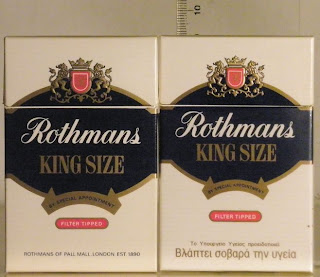 10
Rothmans
KING SIZE
BY SPECIAL APPOINTMENT
FILTER TIPPED
ROTHMANS OF PALL MALL LONDON EST 1890
Rothmans
KING SIZE
BY SPECIAL APPOINTMENT
FILTER TIPPED
Το Υπουργείο Υγείας προειδοποιεί:
Βλάπτει σοβαρά την υγεία